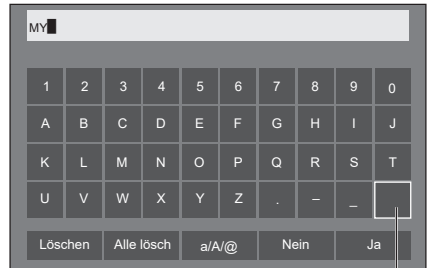 MY
1 2 3 4 5 6 7 8 9 0
A B C D E F G H I J
K L M N O P Q R S T
U V W X Y Z . – _
Löschen Alle lösch a/A/@ Nein Ja